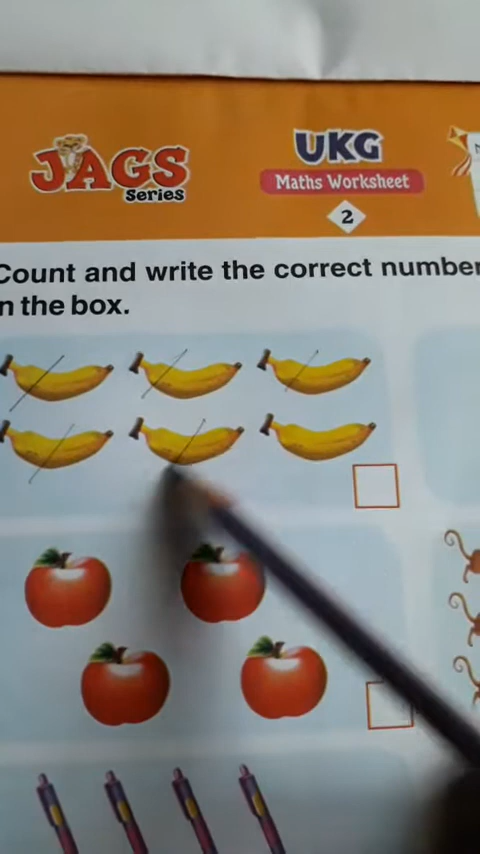 JAGS
Series
UKG
Maths Worksheet
2
Count and write the correct number
n the box.